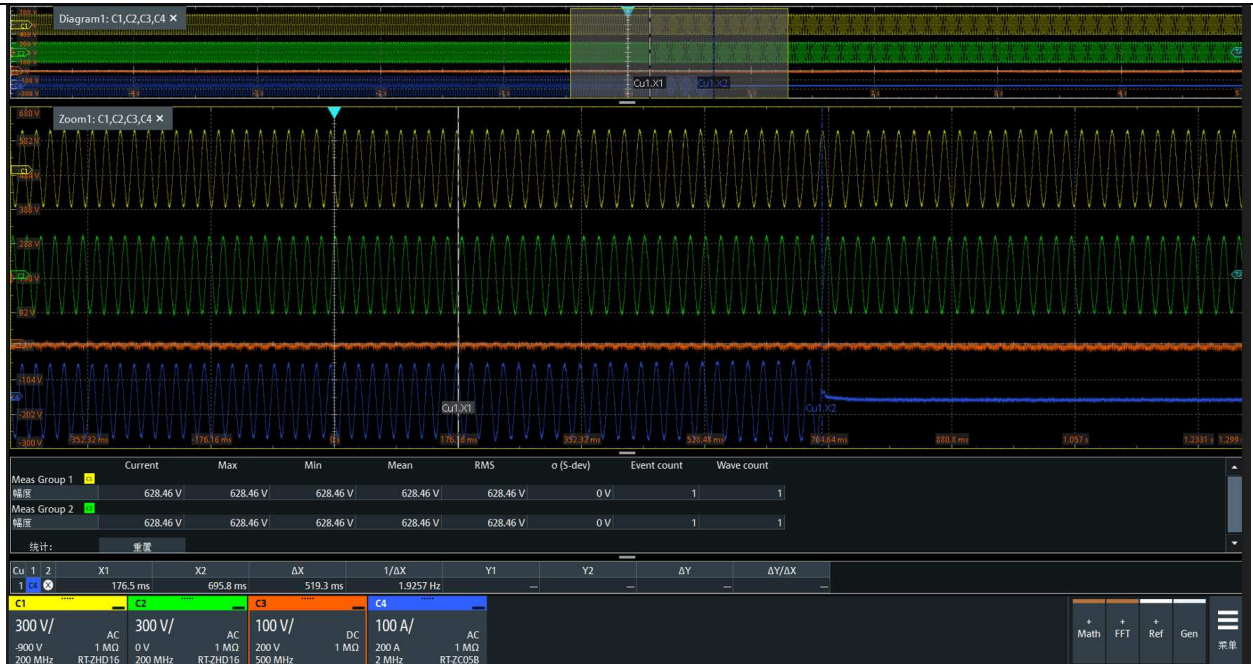 Diagram1: C1,C2,C3,C4 ×
Cu1.X1
Cu1.X2
Zoom1: C1,C2,C3,C4 ×
680 V
582 V
484 V
388 V
288 V
92 V
-104 V
-202 V
-300 V
Cu1.X1
Cu1.X2
-352.32 ms
-176.16 ms
0 s
176.16 ms
352.32 ms
528.48 ms
704.64 ms
880.8 ms
1.057 s
1.2331 s
1.299
Current Max Min Mean RMS σ (S-dev) Event count Wave count
Meas Group 1 C1
幅度 628.46 V 628.46 V 628.46 V 628.46 V 628.46 V 0 V 1 1
Meas Group 2 C2
幅度 628.46 V 628.46 V 628.46 V 628.46 V 628.46 V 0 V 1 1
统计: 重置
Cu 1 2 X1 X2 ΔX 1/ΔX Y1 Y2 ΔY ΔY/ΔX
1 C4 X 176.5 ms 695.8 ms 519.3 ms 1.9257 Hz — — — —
C1 C2 C3 C4
300 V/ 300 V/ 100 V/ 100 A/
AC AC DC AC
-900 V 1 MΩ 0 V 1 MΩ 200 V 1 MΩ 200 A 1 MΩ
200 MHz RT-ZHD16 200 MHz RT-ZHD16 500 MHz 2 MHz RT-ZC05B
+ Math
+ FFT
+ Ref
Gen
菜单